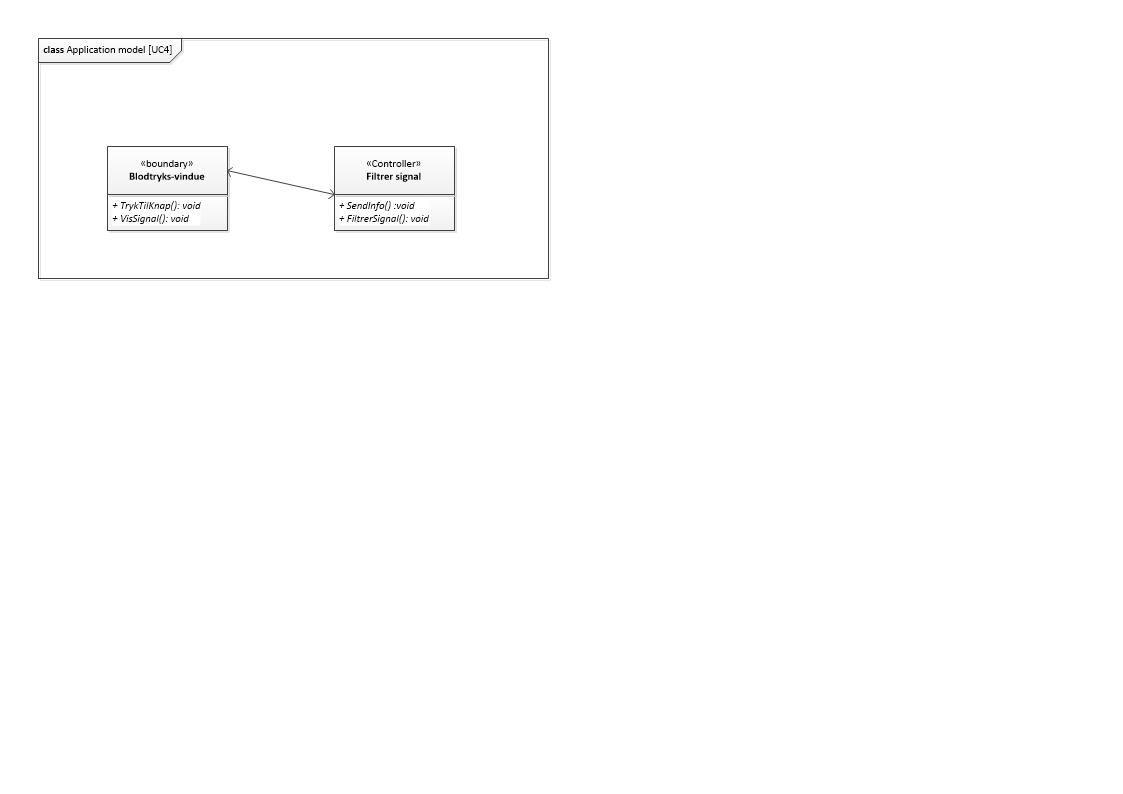 class Application model [UC4]
«boundary»
Blodtryks-vindue
+ TrykTilKnap(): void
+ VisSignal(): void
«Controller»
Filtrer signal
+ SendInfo() :void
+ FiltrerSignal(): void